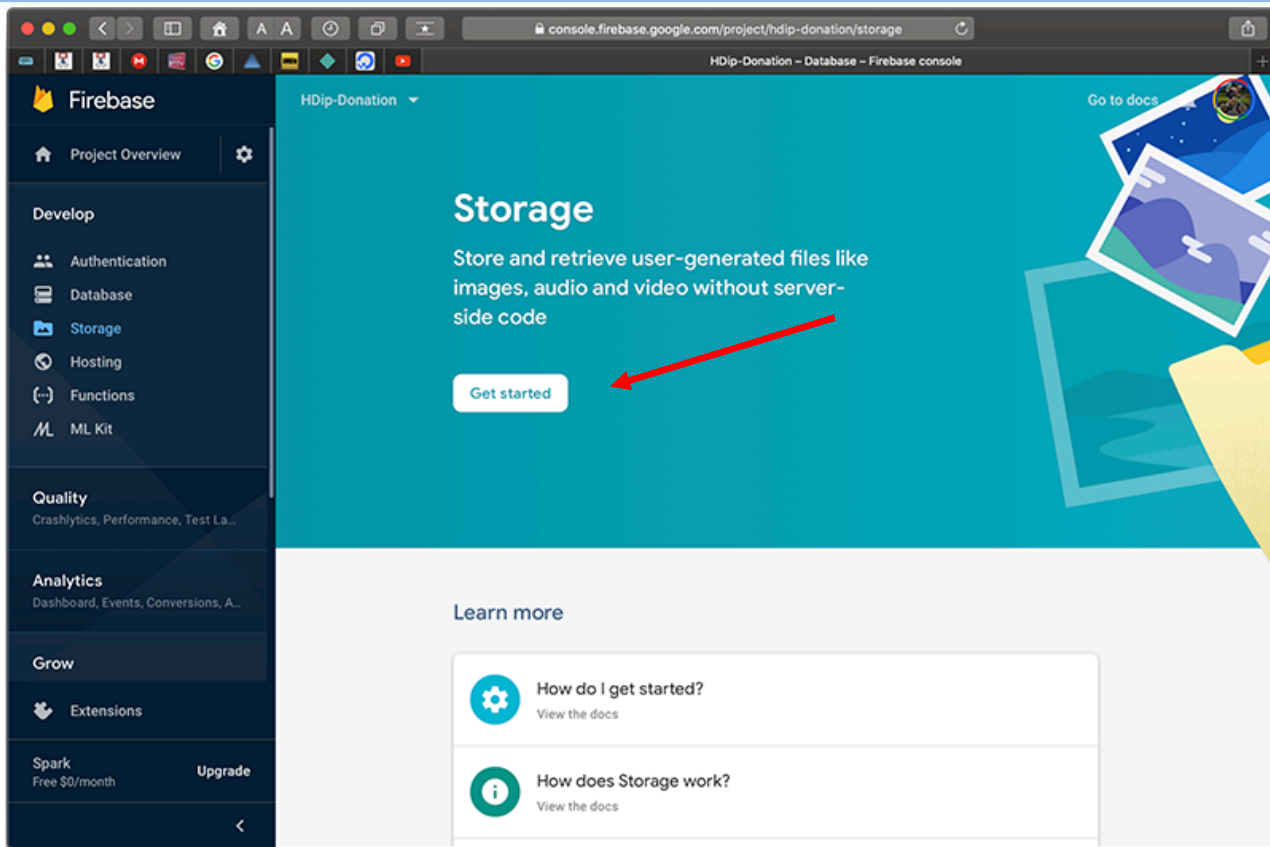 A A
console.firebase.google.com/project/hdip-donation/storage
HDip-Donation – Database – Firebase console
Firebase
HDip-Donation
Go to docs
Project Overview
Develop
Authentication
Database
Storage
Hosting
Functions
ML Kit
Quality
Crashlytics, Performance, Test La...
Analytics
Dashboard, Events, Conversions, A...
Grow
Extensions
Spark
Free $0/month
Upgrade
Storage
Store and retrieve user-generated files like
images, audio and video without server-
side code
Get started
Learn more
How do I get started?
View the docs
How does Storage work?
View the docs